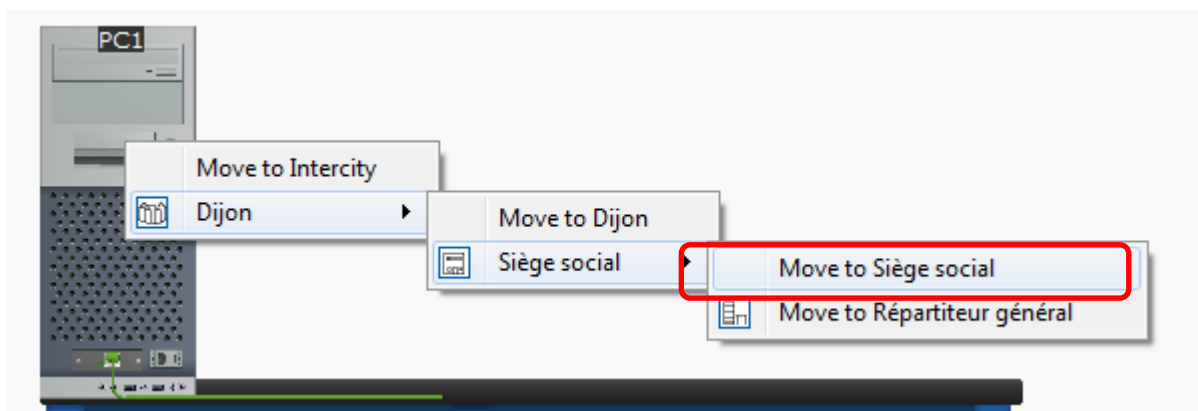 PC1
Move to Intercity
Dijon
Move to Dijon
Siège social
Move to Siège social
Move to Répartiteur général